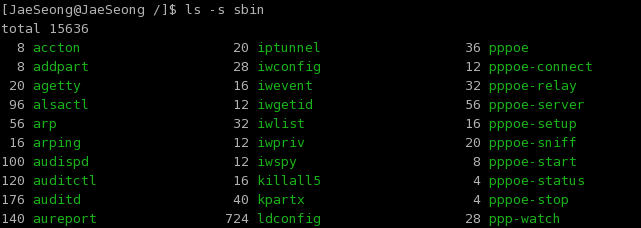 [JaeSeong@JaeSeong /]$ ls -s sbin
total 15636
8 accton 20 iptunnel 36 pppoe
8 addpart 28 iwconfig 12 pppoe-connect
20 agetty 16 iwevent 32 pppoe-relay
96 alsactl 12 iwgetid 56 pppoe-server
56 arp 32 iwlist 16 pppoe-setup
16 arping 12 iwpriv 20 pppoe-sniff
100 audispd 12 iwspy 8 pppoe-start
120 auditctl 16 killall5 4 pppoe-status
176 auditd 40 kpartx 4 pppoe-stop
140 aureport 724 ldconfig 28 ppp-watch